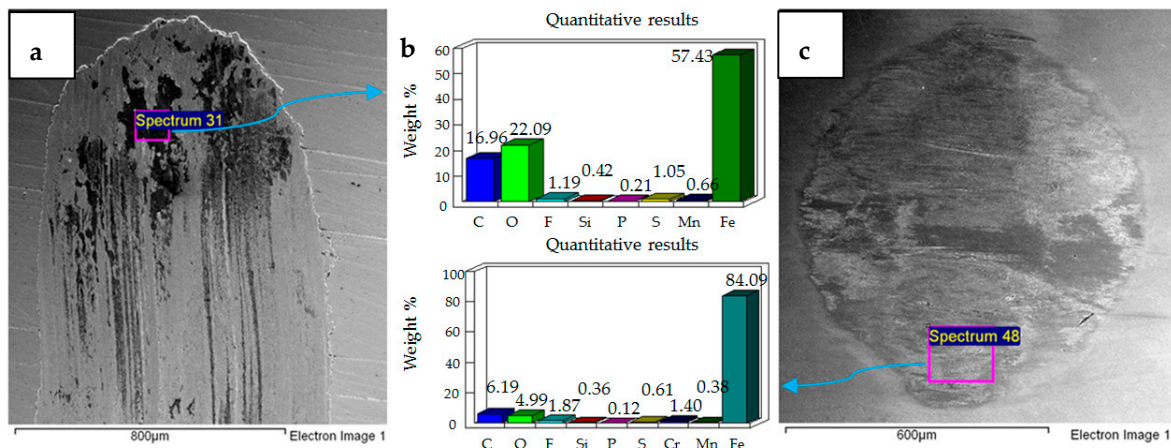 a
Spectrum 31
800µm
Electron Image 1
b
Quantitative results
Weight %
60
50
40
30
20
10
0
16.96
22.09
1.19
0.42
0.21
1.05
0.66
57.43
C O F Si P S Mn Fe
Quantitative results
Weight %
100
80
60
40
20
0
6.19
4.99
1.87
0.36
0.12
0.61
1.40
0.38
84.09
C O F Si P S Cr Mn Fe
c
Spectrum 48
600µm
Electron Image 1